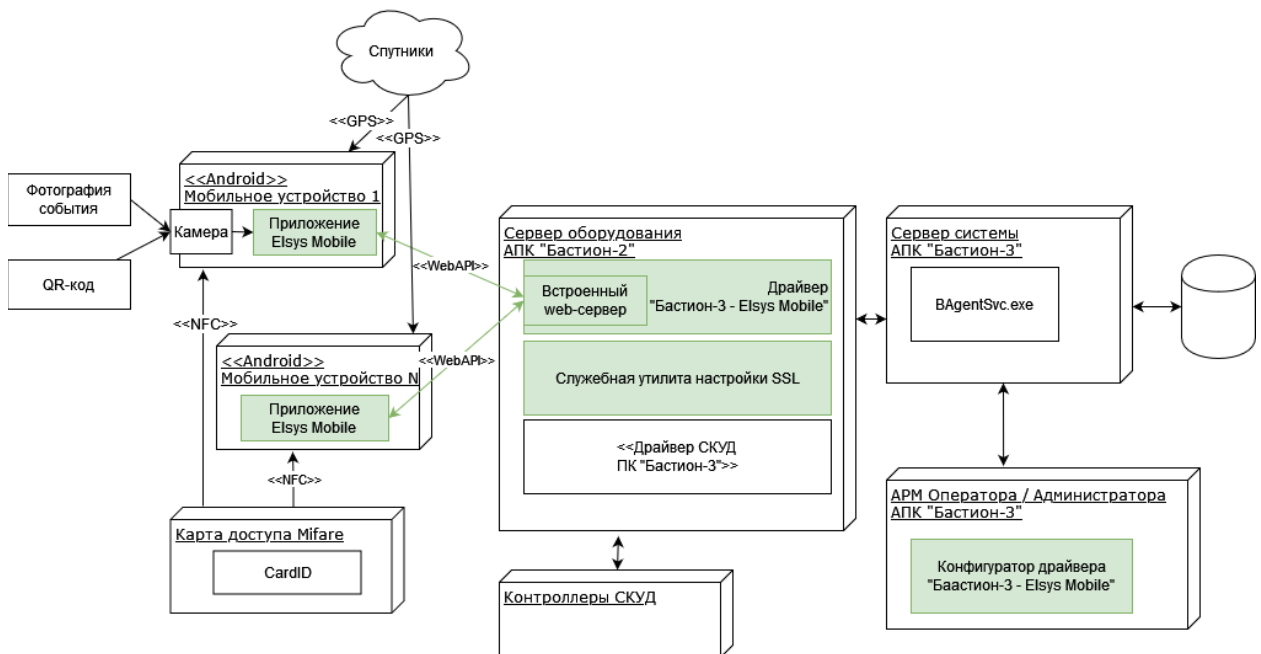 Спутники
<<GPS>>
<<GPS>>
<<Android>>
Мобильное устройство 1
Фотография
события
Камера
Приложение
Elsys Mobile
QR-код
<<WebAPI>>
<<NFC>>
<<Android>>
Мобильное устройство N
Приложение
Elsys Mobile
<<WebAPI>>
<<NFC>>
Карта доступа Mifare
CardID
Сервер оборудования
АПК "Бастион-2"
Встроенный
web-сервер
Драйвер
"Бастион-3 - Elsys Mobile"
Служебная утилита настройки SSL
<<Драйвер СКУД
ПК "Бастион-3">>
Контроллеры СКУД
Сервер системы
АПК "Бастион-3"
BAgentSvc.exe
АРМ Оператора / Администратора
АПК "Бастион-3"
Конфигуратор драйвера
"Баастион-3 - Elsys Mobile"